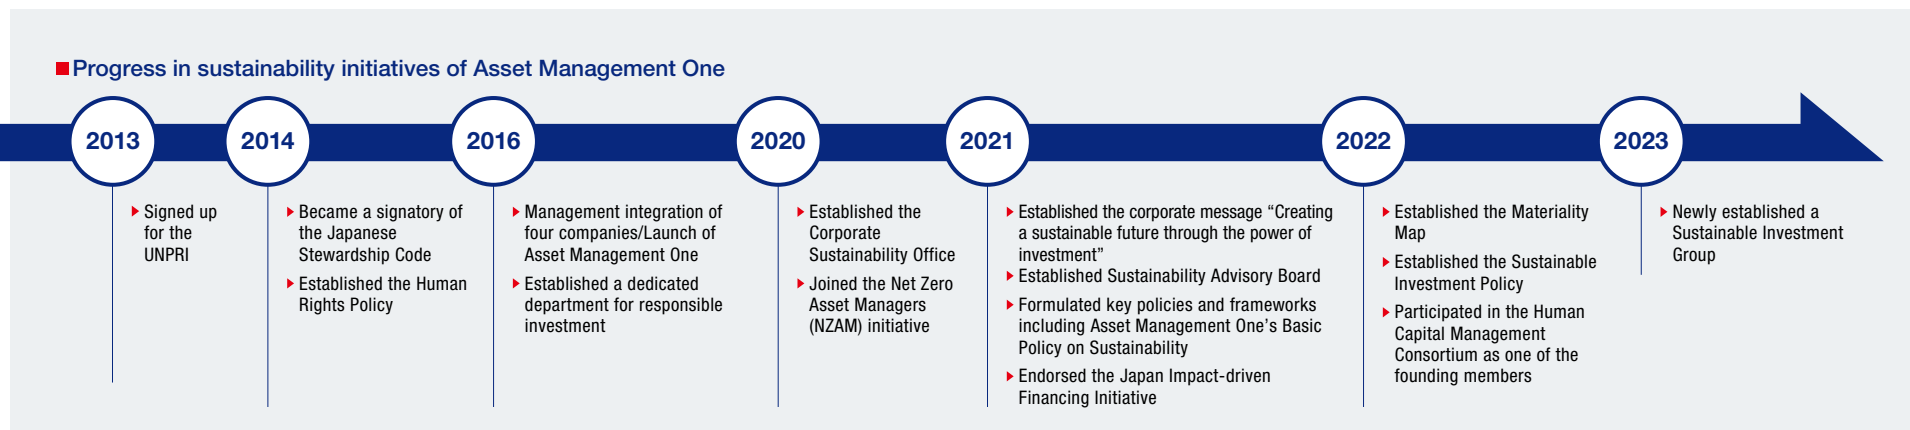 Progress in sustainability initiatives of Asset Management One
2013
Signed up
for the
UNPRI
2014
Became a signatory of
the Japanese
Stewardship Code
Established the Human
Rights Policy
2016
Management integration of
four companies/Launch of
Asset Management One
Established a dedicated
department for responsible
investment
2020
Established the
Corporate
Sustainability Office
Joined the Net Zero
Asset Managers
(NZAM) initiative
2021
Established the corporate message “Creating
a sustainable future through the power of
investment”
Established Sustainability Advisory Board
Formulated key policies and frameworks
including Asset Management One’s Basic
Policy on Sustainability
Endorsed the Japan Impact-driven
Financing Initiative
2022
Established the Materiality
Map
Established the Sustainable
Investment Policy
Participated in the Human
Capital Management
Consortium as one of the
founding members
2023
Newly established a
Sustainable Investment
Group